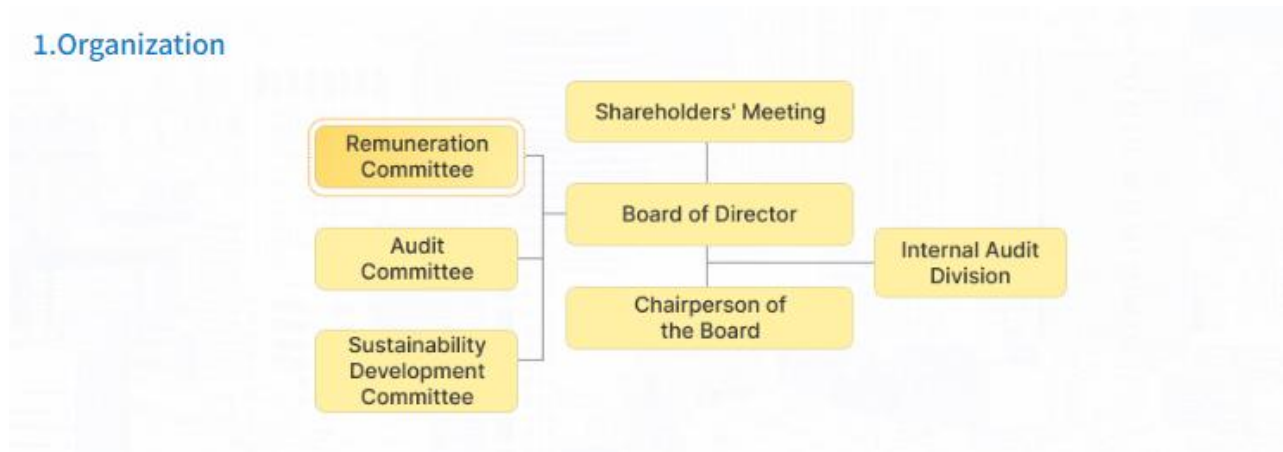 1.Organization
Shareholders' Meeting
Remuneration
Committee
Board of Director
Audit
Committee
Internal Audit
Division
Chairperson of
the Board
Sustainability
Development
Committee